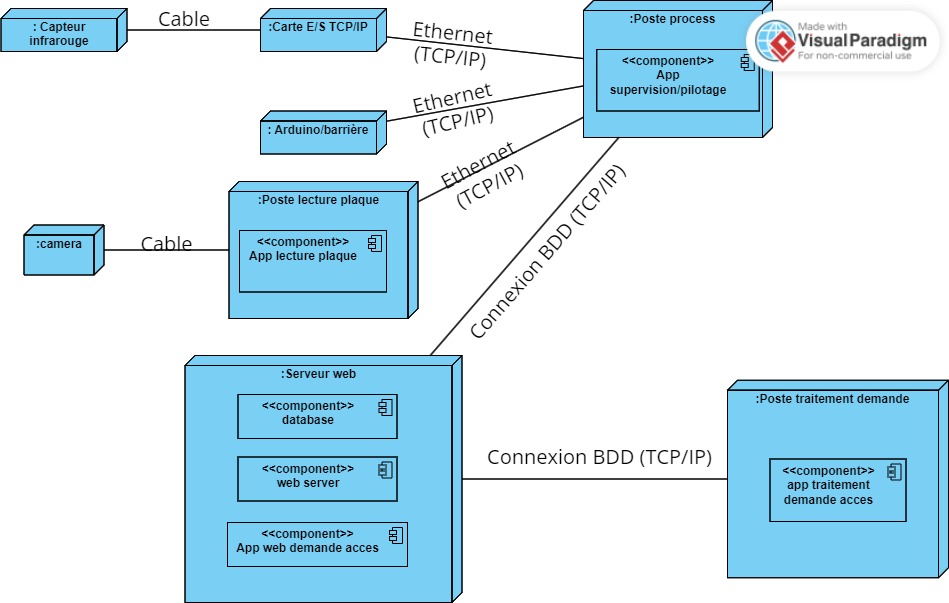 : Capteur
infrarouge
Cable
:Carte E/S TCP/IP
Ethernet
(TCP/IP)
:Poste process
<<component>>
App
supervision/pilotage
Made with
VisualParadigm
For non-commercial use
: Arduino/barrière
Ethernet
(TCP/IP)
Ethernet
(TCP/IP)
:Poste lecture plaque
<<component>>
App lecture plaque
:camera
Cable
Connexion BDD (TCP/IP)
:Serveur web
<<component>>
database
<<component>>
web server
<<component>>
App web demande acces
Connexion BDD (TCP/IP)
:Poste traitement demande
<<component>>
app traitement
demande acces